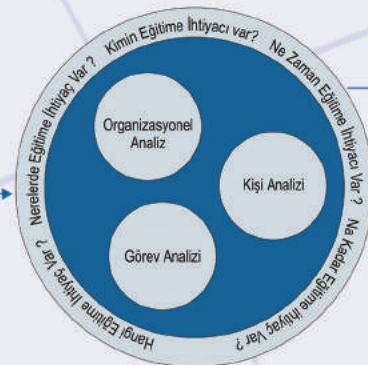 Nerelerde Eğitime İhtiyaç Var ?
Kimin Eğitime İhtiyacı var?
Ne Zaman Eğitime İhtiyacı Var ?
Na Kadar Eğitime İhtiyaç Var ?
Hangi Eğitime İhtiyaç Var ?
Organizasyonel
Analiz
Kişi Analizi
Görev Analizi